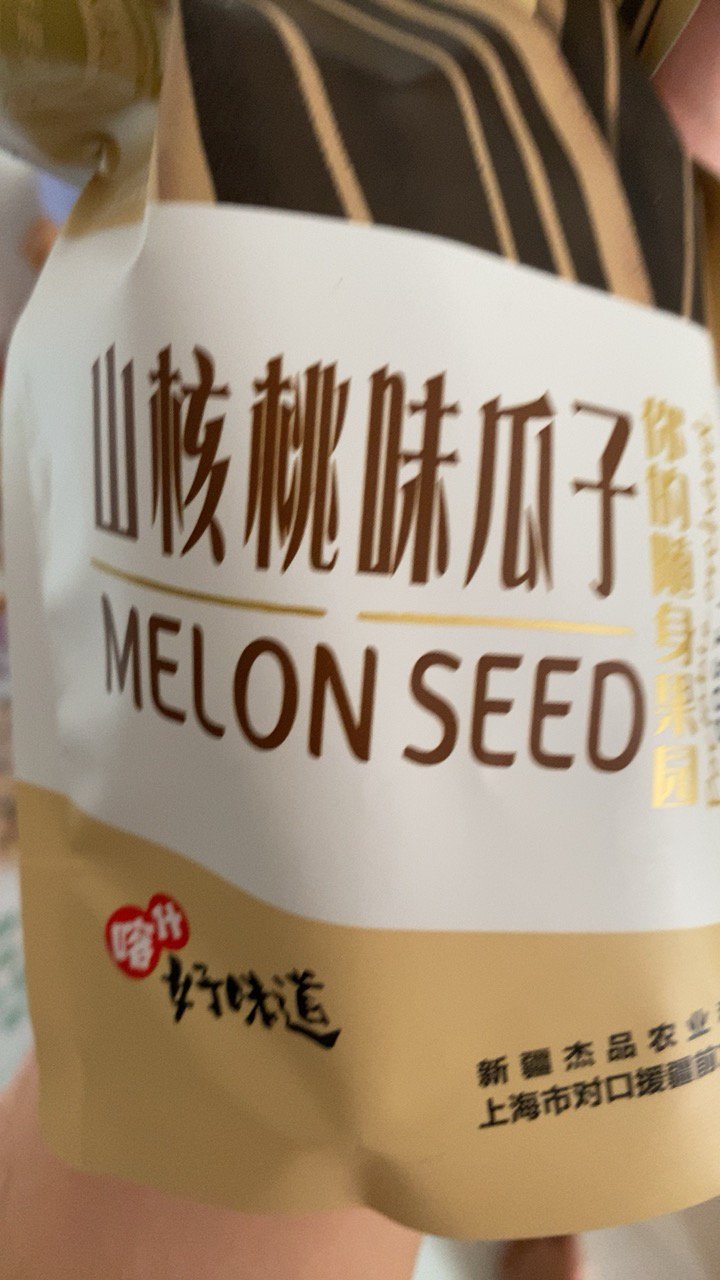 山核桃味瓜子
MELON SEED
你的随身果园
喀什
好味道
新疆杰品农业
上海市对口援疆前